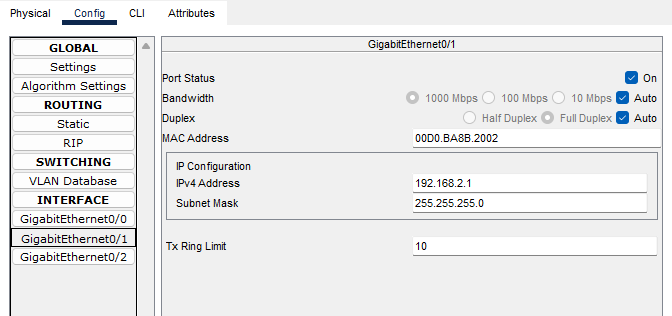 Physical Config CLI Attributes
GLOBAL
Settings
Algorithm Settings
ROUTING
Static
RIP
SWITCHING
VLAN Database
INTERFACE
GigabitEthernet0/0
GigabitEthernet0/1
GigabitEthernet0/2
GigabitEthernet0/1
Port Status On
Bandwidth 1000 Mbps 100 Mbps 10 Mbps Auto
Duplex Half Duplex Full Duplex Auto
MAC Address 00D0.BA8B.2002
IP Configuration
IPv4 Address 192.168.2.1
Subnet Mask 255.255.255.0
Tx Ring Limit 10